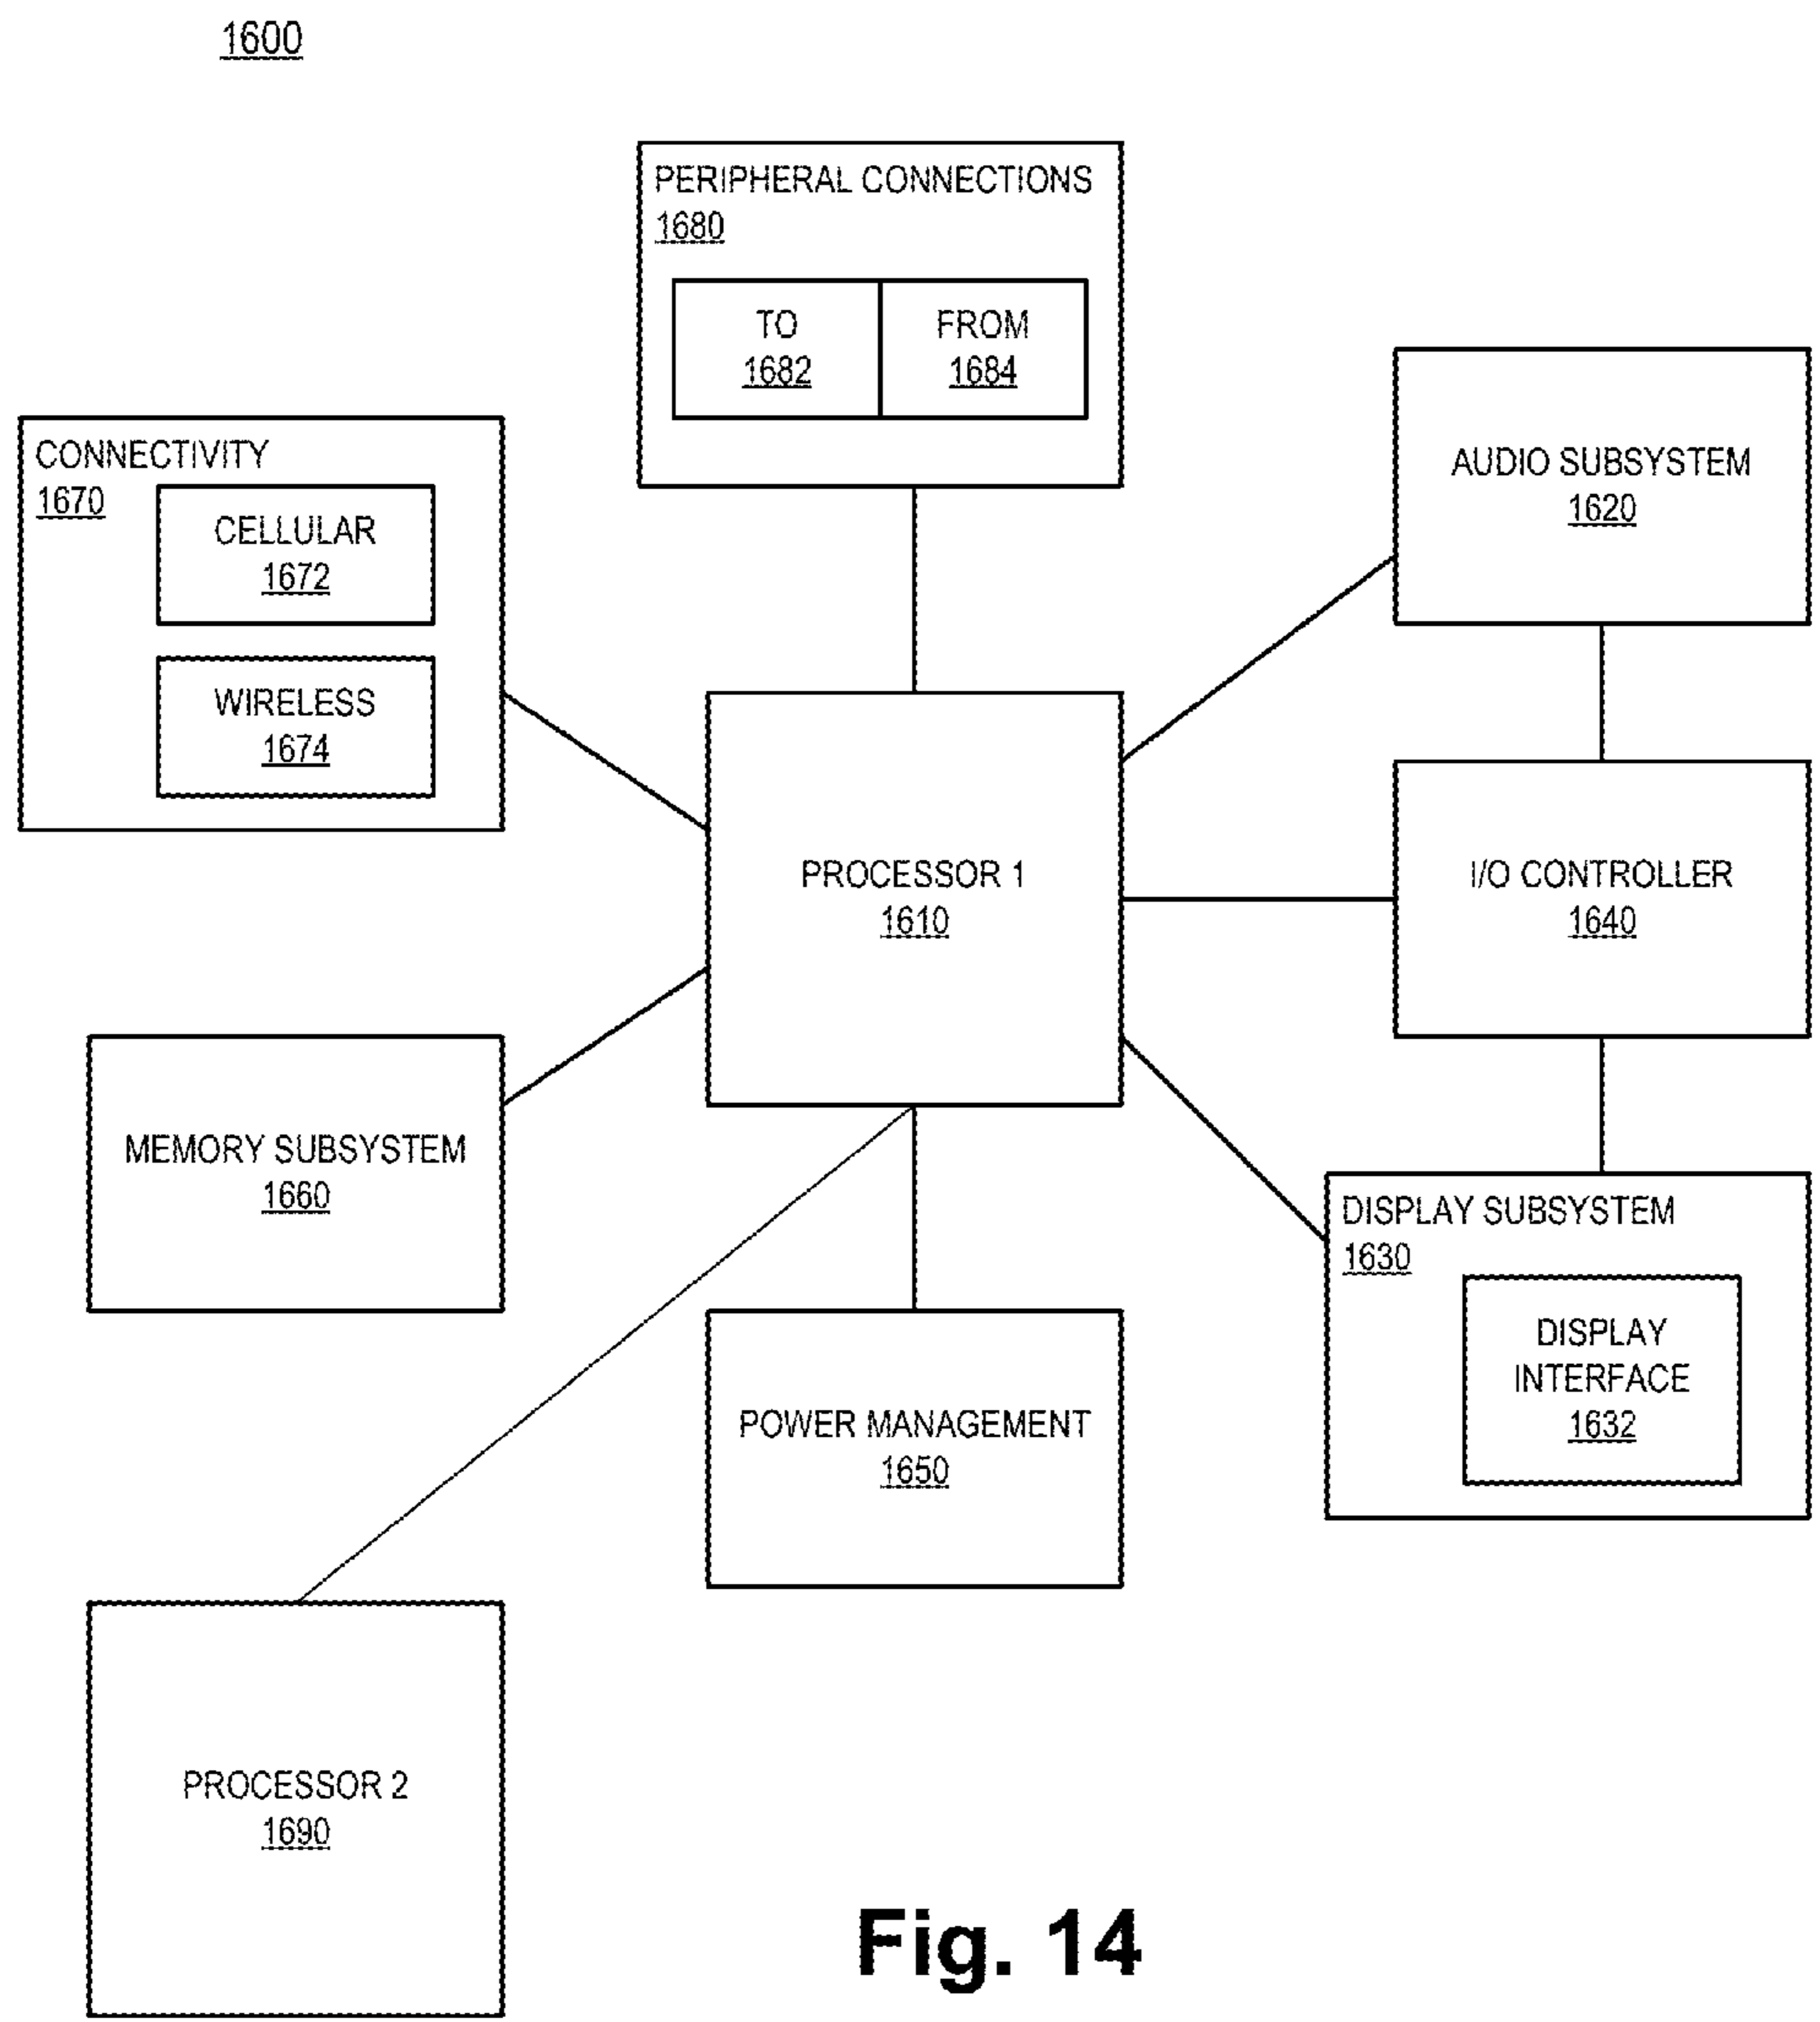 1600
PERIPHERAL CONNECTIONS
1680
TO
1682
FROM
1684
CONNECTIVITY
1670
CELLULAR
1672
WIRELESS
1674
AUDIO SUBSYSTEM
1620
PROCESSOR 1
1610
I/O CONTROLLER
1640
MEMORY SUBSYSTEM
1660
DISPLAY SUBSYSTEM
1630
DISPLAY
INTERFACE
1632
POWER MANAGEMENT
1650
PROCESSOR 2
1690
Fig. 14